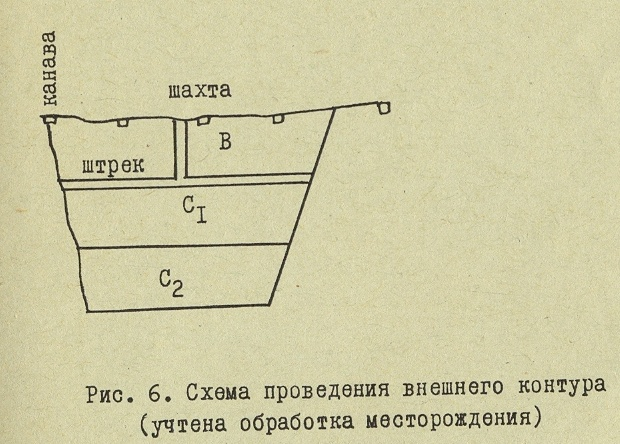 канава
шахта
В
штрек
С₁
С₂
Рис. 6. Схема проведения внешнего контура
(учтена обработка месторождения)